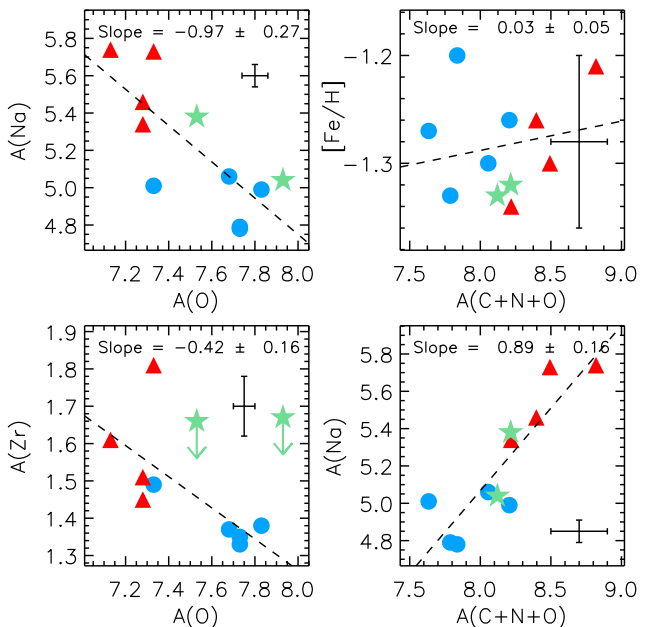 Slope = −0.97 ± 0.27
5.8
5.6
5.4
5.2
5.0
4.8
A(Na)
7.2 7.4 7.6 7.8 8.0
A(O)
Slope = 0.03 ± 0.05
−1.2
−1.3
[Fe/H]
7.5 8.0 8.5 9.0
A(C+N+O)
Slope = −0.42 ± 0.16
1.9
1.8
1.7
1.6
1.5
1.4
1.3
A(Zr)
7.2 7.4 7.6 7.8 8.0
A(O)
Slope = 0.89 ± 0.16
5.8
5.6
5.4
5.2
5.0
4.8
A(Na)
7.5 8.0 8.5 9.0
A(C+N+O)